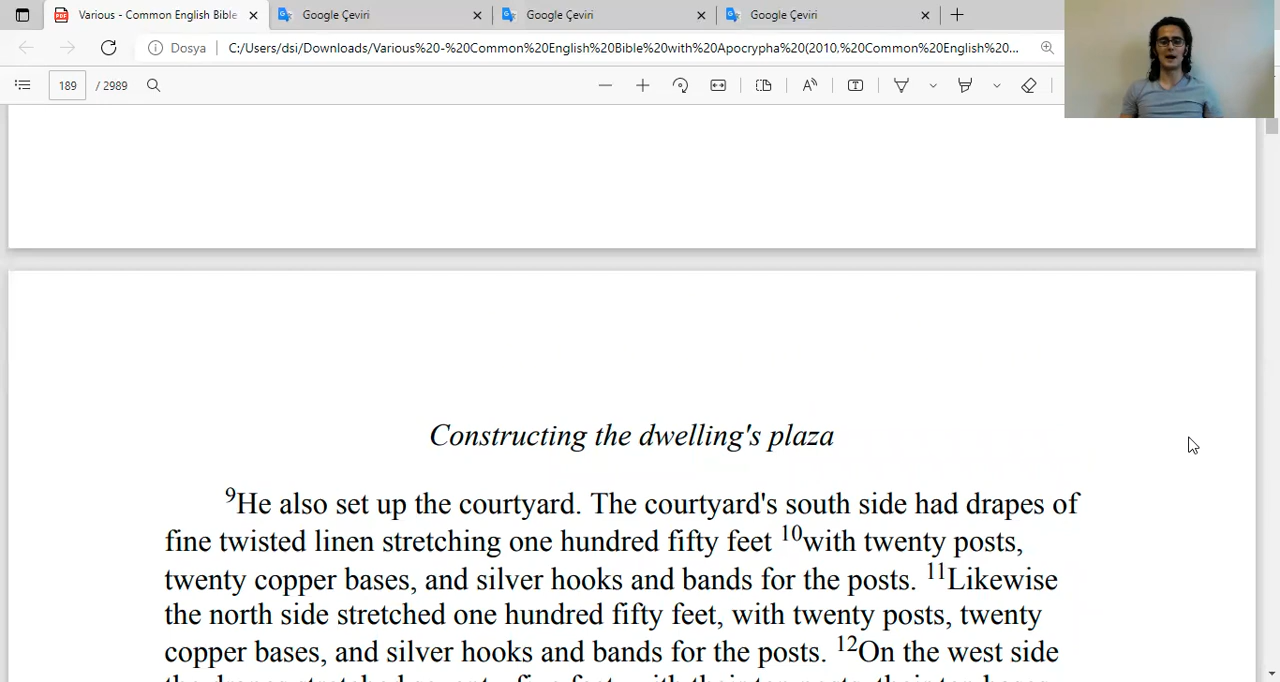 Various - Common English Bible
Google Çeviri
Google Çeviri
Google Çeviri
Dosya
C:/Users/dsi/Downloads/Various%20-%20Common%20English%20Bible%20with%20Apocrypha%20(2010,%20Common%20English%20...
189 / 2989
Constructing the dwelling's plaza
9He also set up the courtyard. The courtyard's south side had drapes of
fine twisted linen stretching one hundred fifty feet 10with twenty posts,
twenty copper bases, and silver hooks and bands for the posts. 11Likewise
the north side stretched one hundred fifty feet, with twenty posts, twenty
copper bases, and silver hooks and bands for the posts. 12On the west side